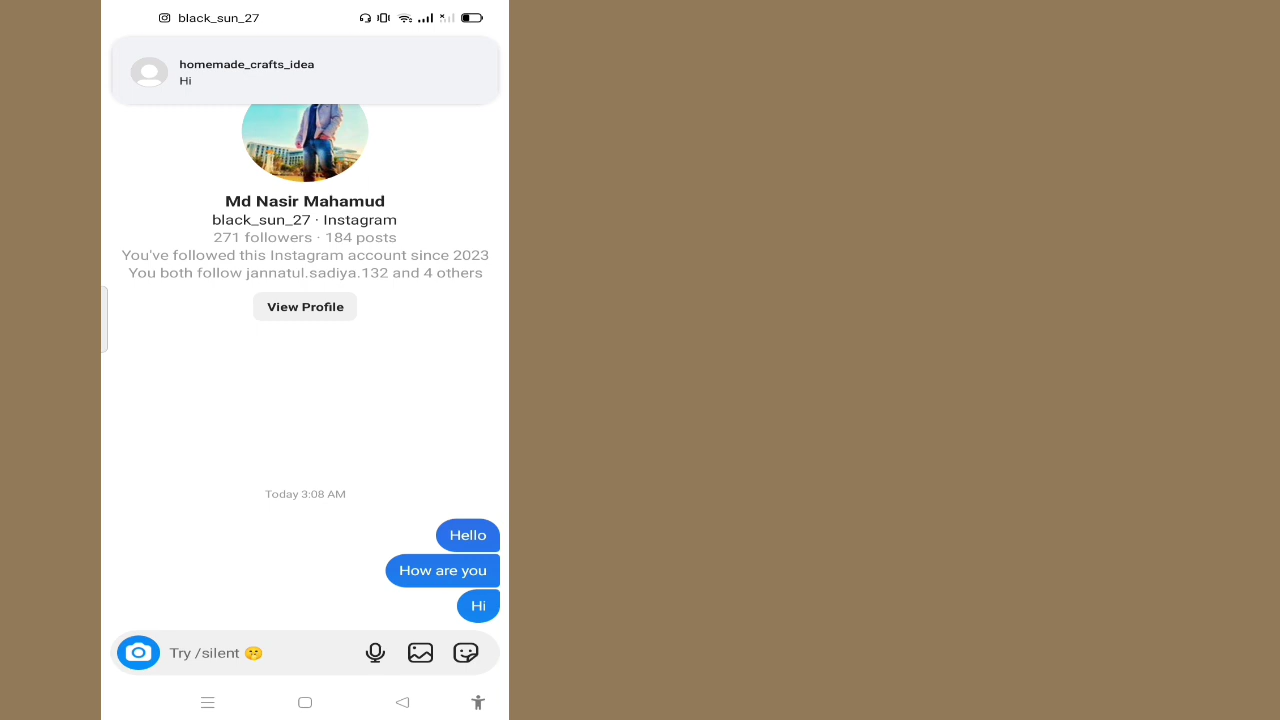 black_sun_27
homemade_crafts_idea
Hi
Md Nasir Mahamud
black_sun_27 · Instagram
271 followers · 184 posts
You've followed this Instagram account since 2023
You both follow jannatul.sadiya.132 and 4 others
View Profile
Today 3:08 AM
Hello
How are you
Hi
Try /silent 🤫